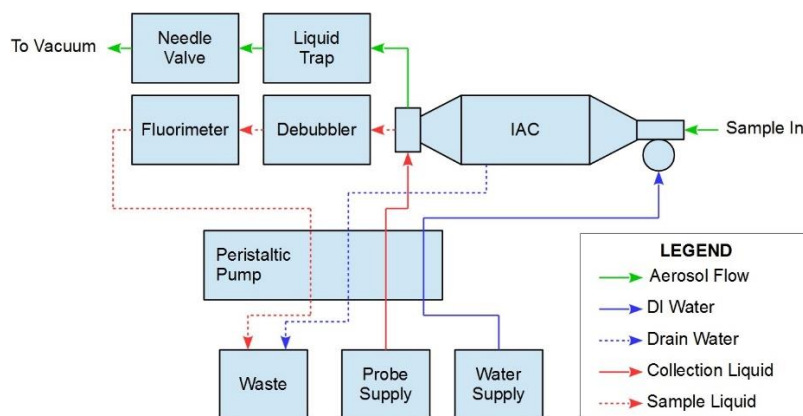 To Vacuum
Needle
Valve
Liquid
Trap
Fluorimeter
Debubbler
IAC
Sample In
Peristaltic
Pump
Waste
Probe
Supply
Water
Supply
LEGEND
Aerosol Flow
DI Water
Drain Water
Collection Liquid
Sample Liquid